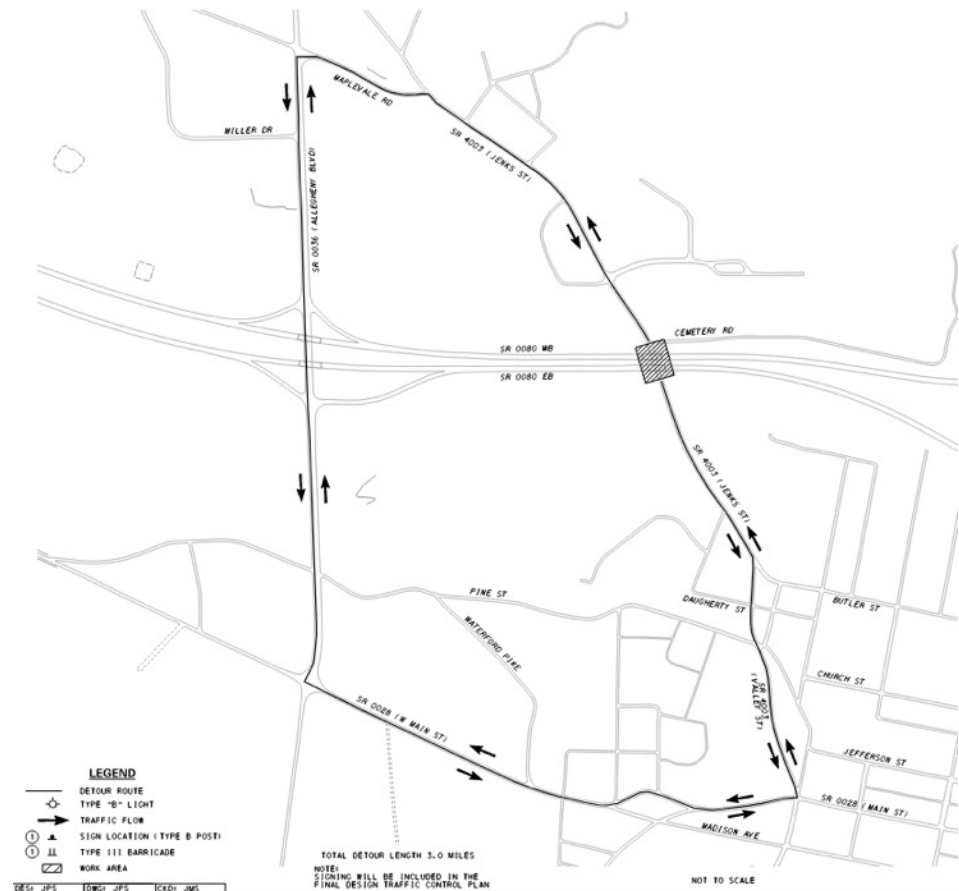 MAPLEVALE RD
MILLER DR
SR 4003 (JENKS ST)
SR 0036 (ALLEGHENY BLVD)
CEMETERY RD
SR 0080 WB
SR 0080 EB
SR 4003 (JENKS ST)
PINE ST
DAUGHERTY ST
BUTLER ST
WATERFORD PIKE
CHURCH ST
SR 4003
(VALLEY ST)
SR 0028 (W MAIN ST)
JEFFERSON ST
SR 0028 (MAIN ST)
MADISON AVE
LEGEND
DETOUR ROUTE
TYPE "B" LIGHT
TRAFFIC FLOW
1 SIGN LOCATION (TYPE B POST)
1 TYPE III BARRICADE
WORK AREA
TOTAL DETOUR LENGTH 3.0 MILES
NOTE:
SIGNING WILL BE INCLUDED IN THE
FINAL DESIGN TRAFFIC CONTROL PLAN
NOT TO SCALE
DES: JPS DWG: JPS CKD: JMS